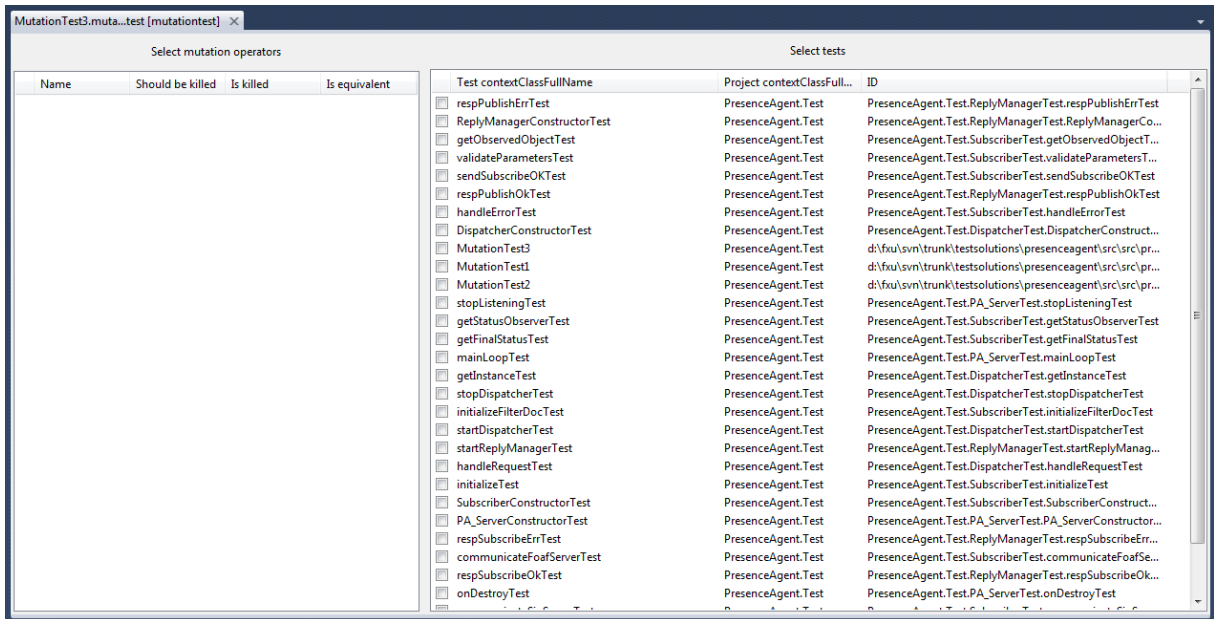 MutationTest3.muta...test [mutationtest]
Select mutation operators
Select tests
Name Should be killed Is killed Is equivalent
Test contextClassFullName Project contextClassFull... ID
respPublishErrTest PresenceAgent.Test PresenceAgent.Test.ReplyManagerTest.respPublishErrTest
ReplyManagerConstructorTest PresenceAgent.Test PresenceAgent.Test.ReplyManagerTest.ReplyManagerCo...
getObservedObjectTest PresenceAgent.Test PresenceAgent.Test.SubscriberTest.getObservedObjectT...
validateParametersTest PresenceAgent.Test PresenceAgent.Test.SubscriberTest.validateParametersT...
sendSubscribeOKTest PresenceAgent.Test PresenceAgent.Test.SubscriberTest.sendSubscribeOKTest
respPublishOkTest PresenceAgent.Test PresenceAgent.Test.ReplyManagerTest.respPublishOkTest
handleErrorTest PresenceAgent.Test PresenceAgent.Test.SubscriberTest.handleErrorTest
DispatcherConstructorTest PresenceAgent.Test PresenceAgent.Test.DispatcherTest.DispatcherConstruct...
MutationTest3 PresenceAgent.Test d:\fxu\svn\trunk\testsolutions\presenceagent\src\src\pr...
MutationTest1 PresenceAgent.Test d:\fxu\svn\trunk\testsolutions\presenceagent\src\src\pr...
MutationTest2 PresenceAgent.Test d:\fxu\svn\trunk\testsolutions\presenceagent\src\src\pr...
stopListeningTest PresenceAgent.Test PresenceAgent.Test.PA_ServerTest.stopListeningTest
getStatusObserverTest PresenceAgent.Test PresenceAgent.Test.SubscriberTest.getStatusObserverTest
getFinalStatusTest PresenceAgent.Test PresenceAgent.Test.SubscriberTest.getFinalStatusTest
mainLoopTest PresenceAgent.Test PresenceAgent.Test.PA_ServerTest.mainLoopTest
getInstanceTest PresenceAgent.Test PresenceAgent.Test.DispatcherTest.getInstanceTest
stopDispatcherTest PresenceAgent.Test PresenceAgent.Test.DispatcherTest.stopDispatcherTest
initializeFilterDocTest PresenceAgent.Test PresenceAgent.Test.SubscriberTest.initializeFilterDocTest
startDispatcherTest PresenceAgent.Test PresenceAgent.Test.DispatcherTest.startDispatcherTest
startReplyManagerTest PresenceAgent.Test PresenceAgent.Test.ReplyManagerTest.startReplyManag...
handleRequestTest PresenceAgent.Test PresenceAgent.Test.DispatcherTest.handleRequestTest
initializeTest PresenceAgent.Test PresenceAgent.Test.SubscriberTest.initializeTest
SubscriberConstructorTest PresenceAgent.Test PresenceAgent.Test.SubscriberTest.SubscriberConstruct...
PA_ServerConstructorTest PresenceAgent.Test PresenceAgent.Test.PA_ServerTest.PA_ServerConstructor...
respSubscribeErrTest PresenceAgent.Test PresenceAgent.Test.ReplyManagerTest.respSubscribeErr...
communicateFoafServerTest PresenceAgent.Test PresenceAgent.Test.SubscriberTest.communicateFoafSe...
respSubscribeOkTest PresenceAgent.Test PresenceAgent.Test.ReplyManagerTest.respSubscribeOk...
onDestroyTest PresenceAgent.Test PresenceAgent.Test.PA_ServerTest.onDestroyTest